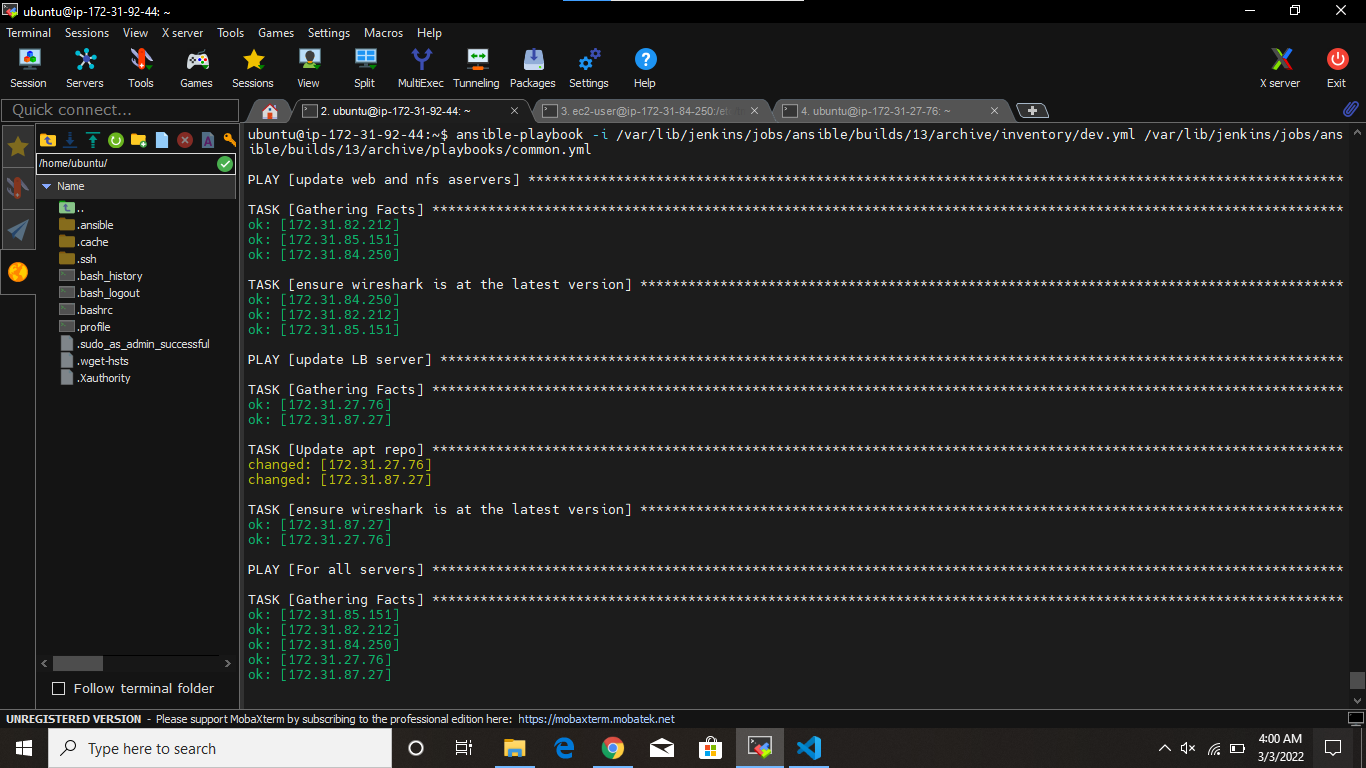 ubuntu@ip-172-31-92-44: ~
Terminal Sessions View X server Tools Games Settings Macros Help
Session Servers Tools Games Sessions View Split MultiExec Tunneling Packages Settings Help X server Exit
Quick connect...
2. ubuntu@ip-172-31-92-44: ~
3. ec2-user@ip-172-31-84-250:/et
4. ubuntu@ip-172-31-27-76: ~
/home/ubuntu/
Name
..
.ansible
.cache
.ssh
.bash_history
.bash_logout
.bashrc
.profile
.sudo_as_admin_successful
.wget-hsts
.Xauthority
Follow terminal folder
ubuntu@ip-172-31-92-44:~$ ansible-playbook -i /var/lib/jenkins/jobs/ansible/builds/13/archive/inventory/dev.yml /var/lib/jenkins/jobs/ans
ible/builds/13/archive/playbooks/common.yml
PLAY [update web and nfs aservers] ******************************************************************************************************
TASK [Gathering Facts] ******************************************************************************************************************
ok: [172.31.82.212]
ok: [172.31.85.151]
ok: [172.31.84.250]
TASK [ensure wireshark is at the latest version] ****************************************************************************************
ok: [172.31.84.250]
ok: [172.31.82.212]
ok: [172.31.85.151]
PLAY [update LB server] *****************************************************************************************************************
TASK [Gathering Facts] ******************************************************************************************************************
ok: [172.31.27.76]
ok: [172.31.87.27]
TASK [Update apt repo] ******************************************************************************************************************
changed: [172.31.27.76]
changed: [172.31.87.27]
TASK [ensure wireshark is at the latest version] ****************************************************************************************
ok: [172.31.87.27]
ok: [172.31.27.76]
PLAY [For all servers] ******************************************************************************************************************
TASK [Gathering Facts] ******************************************************************************************************************
ok: [172.31.85.151]
ok: [172.31.82.212]
ok: [172.31.84.250]
ok: [172.31.27.76]
ok: [172.31.87.27]
UNREGISTERED VERSION - Please support MobaXterm by subscribing to the professional edition here: https://mobaxterm.mobatek.net
Type here to search
4:00 AM
3/3/2022